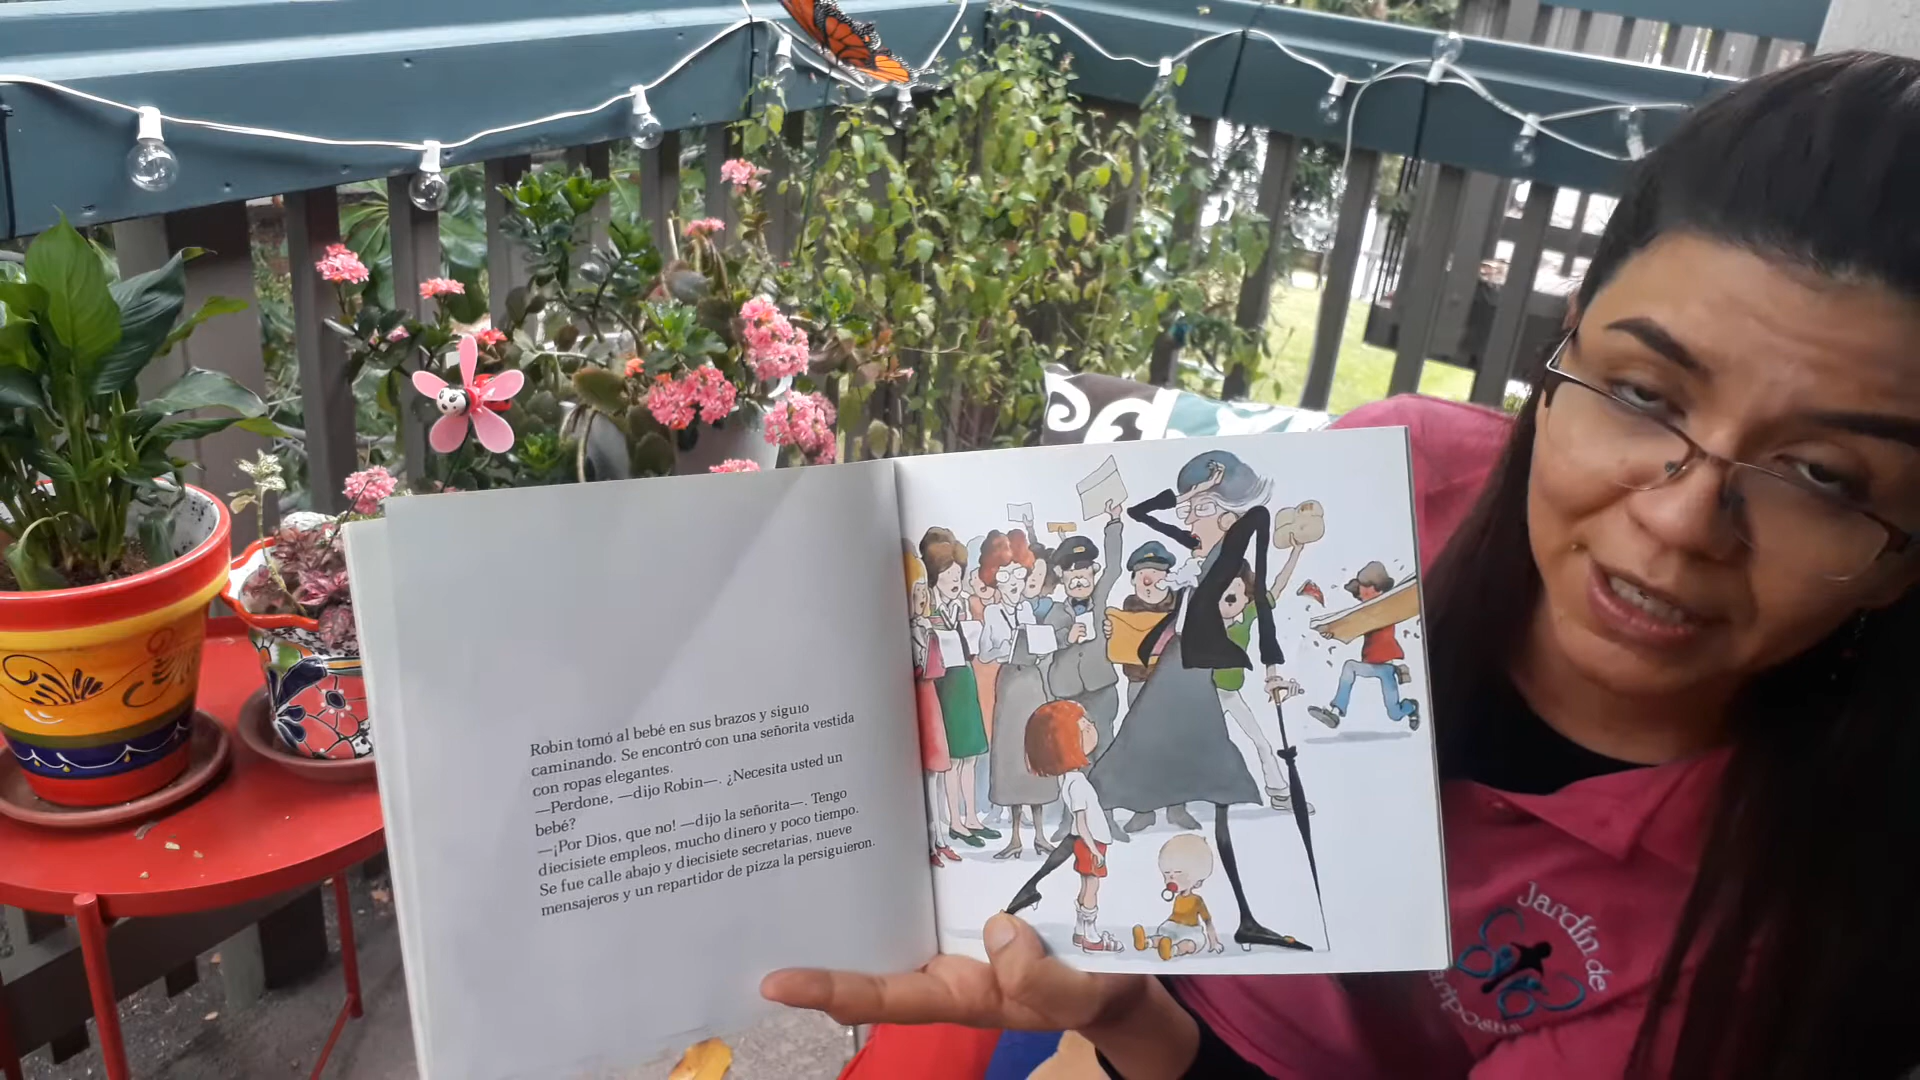 Robin tomó al bebé en sus brazos y siguio
caminando. Se encontró con una señorita vestida
con ropas elegantes.
—Perdone, —dijo Robin—. ¿Necesita usted un
bebé?
—¡Por Dios, que no! —dijo la señorita—. Tengo
diecisiete empleos, mucho dinero y poco tiempo.
Se fue calle abajo y diecisiete secretarias, nueve
mensajeros y un repartidor de pizza la persiguieron.
Jardín de